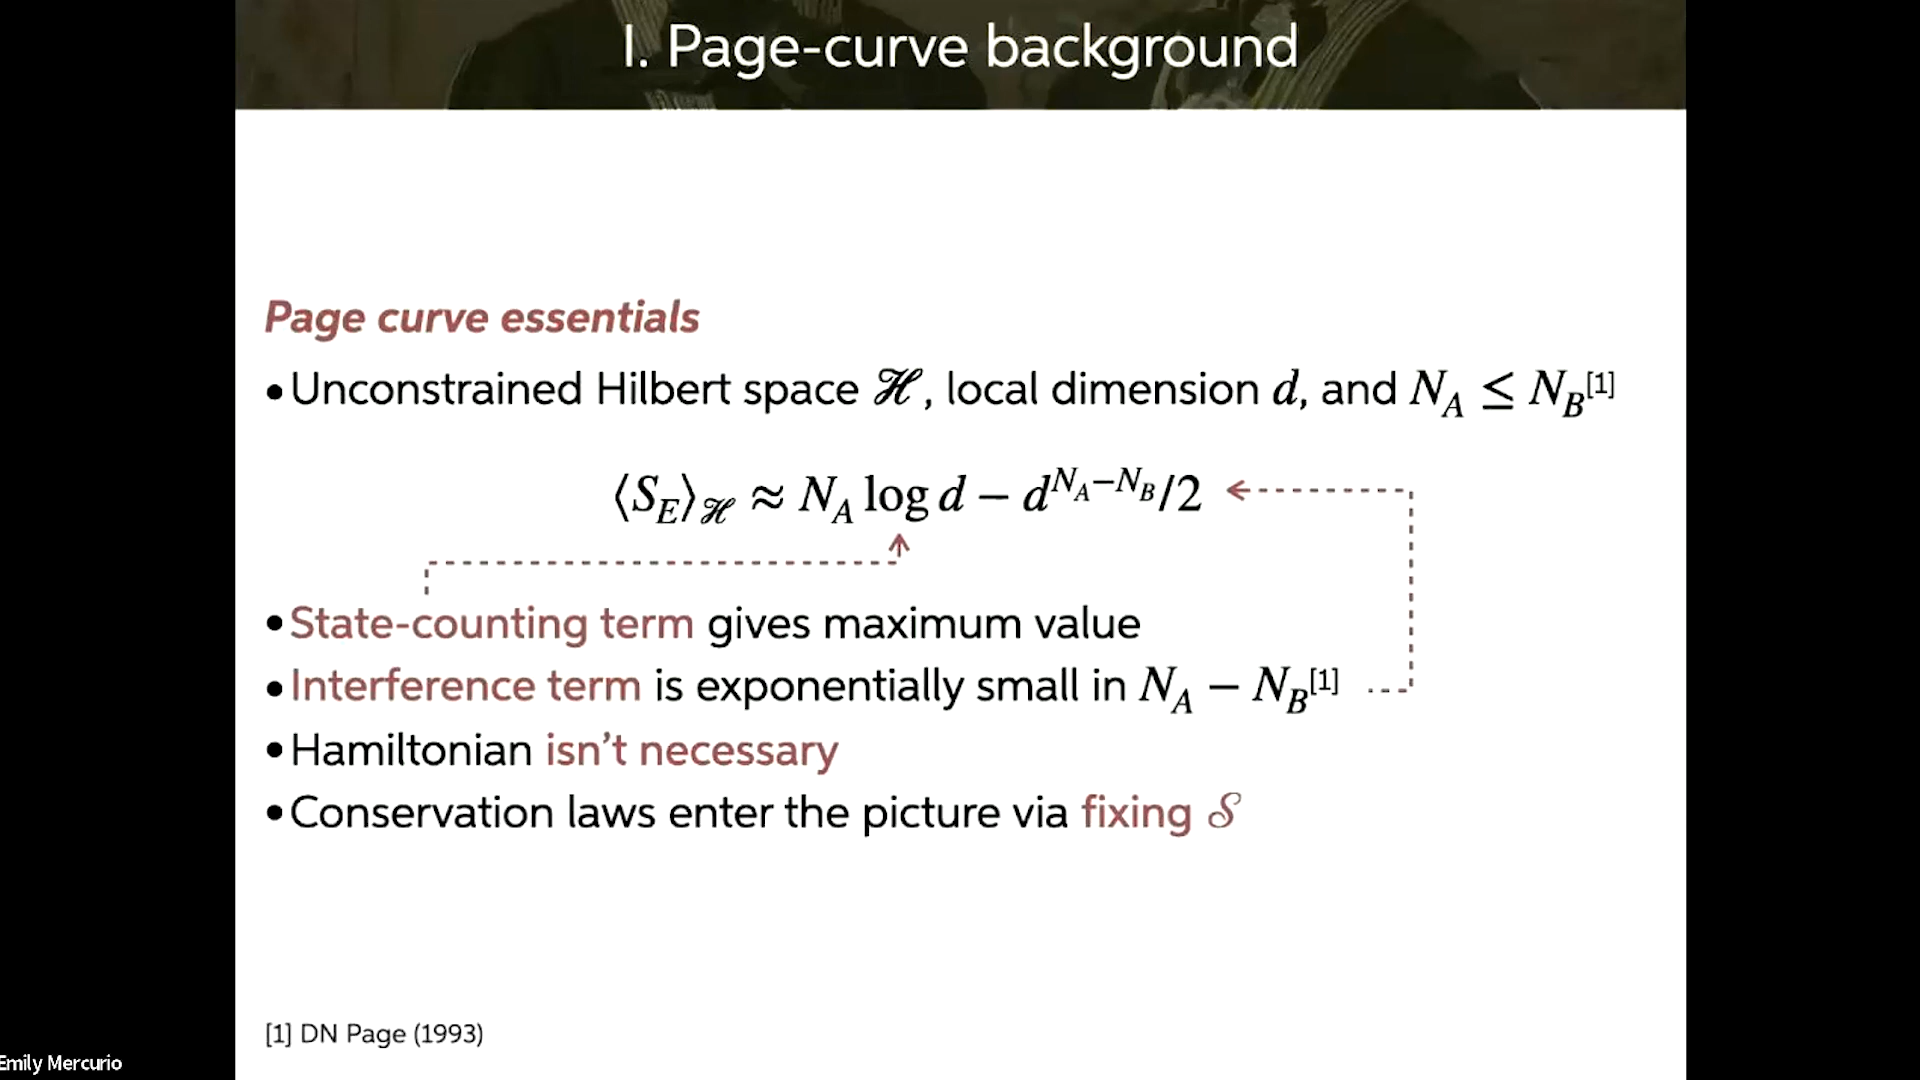 I. Page-curve background
Page curve essentials
• Unconstrained Hilbert space ℋ, local dimension d, and N_A ≤ N_B[1]
⟨S_E⟩_ℋ ≈ N_A log d − d^{N_A−N_B}/2
• State-counting term gives maximum value
• Interference term is exponentially small in N_A − N_B[1]
• Hamiltonian isn’t necessary
• Conservation laws enter the picture via fixing 𝒮
[1] DN Page (1993)
Emily Mercurio